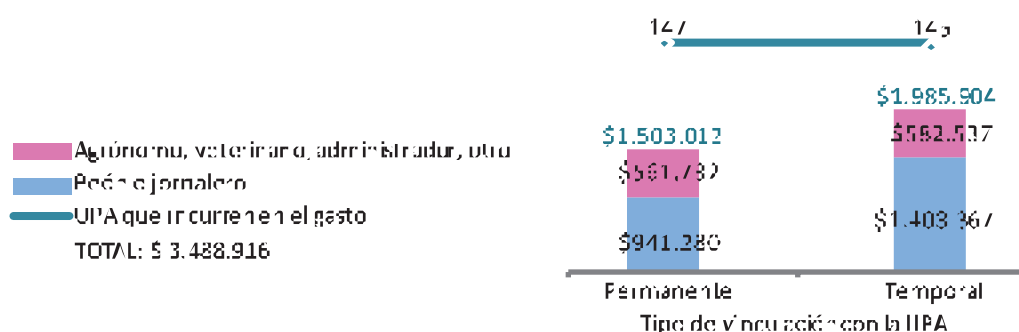 147
$1.985.904
$1.503.012
$582.537
Agrónomo, veterinario, administrador, otro
$561.732
Peón o jornalero
UPA que incurren en el gasto
$1.403.367
$941.280
TOTAL: $ 3.488.916
Permanente Temporal
Tipo de vinculación con la UPA